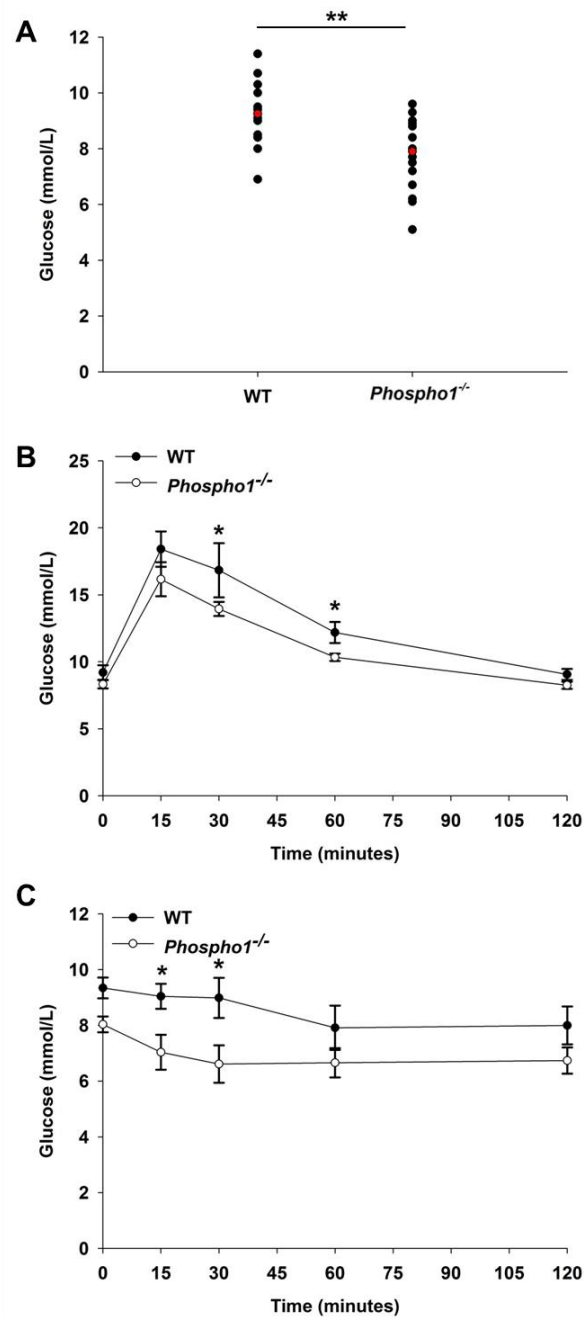 A
**
12
10
8
6
4
2
0
Glucose (mmol/L)
WT
Phospho1-/-
B
WT
Phospho1-/-
25
20
15
10
5
0
Glucose (mmol/L)
*
*
0 15 30 45 60 75 90 105 120
Time (minutes)
C
WT
Phospho1-/-
12
10
8
6
4
2
0
Glucose (mmol/L)
* *
0 15 30 45 60 75 90 105 120
Time (minutes)